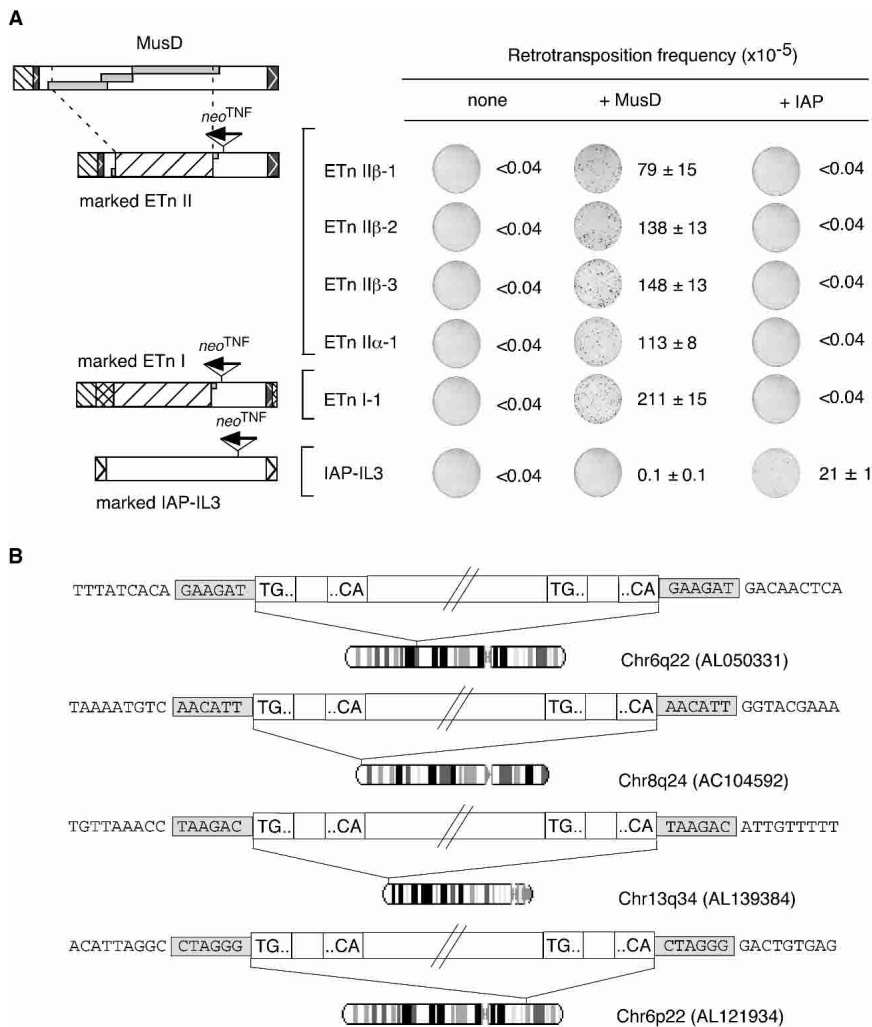 A
MusD
neoTNF
marked ETn II
marked ETn I
neoTNF
neoTNF
marked IAP-IL3
Retrotransposition frequency (x10-5)
none + MusD + IAP
ETn IIβ-1 <0.04 79 ± 15 <0.04
ETn IIβ-2 <0.04 138 ± 13 <0.04
ETn IIβ-3 <0.04 148 ± 13 <0.04
ETn IIα-1 <0.04 113 ± 8 <0.04
ETn I-1 <0.04 211 ± 15 <0.04
IAP-IL3 <0.04 0.1 ± 0.1 21 ± 1
B
TTTATCACA GAAGAT TG.. ..CA TG.. ..CA GAAGAT GACAACTCA
Chr6q22 (AL050331)
TAAAATGTC AACATT TG.. ..CA TG.. ..CA AACATT GGTACGAAA
Chr8q24 (AC104592)
TGTTAAACC TAAGAC TG.. ..CA TG.. ..CA TAAGAC ATTGTTTTT
Chr13q34 (AL139384)
ACATTAGGC CTAGGG TG.. ..CA TG.. ..CA CTAGGG GACTGTGAG
Chr6p22 (AL121934)